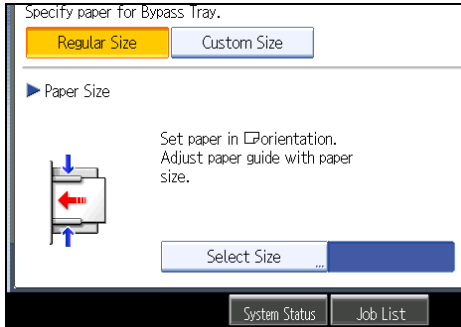 Specify paper for Bypass Tray.
Regular Size
Custom Size
Paper Size
Set paper in orientation.
Adjust paper guide with paper
size.
Select Size ...
System Status
Job List